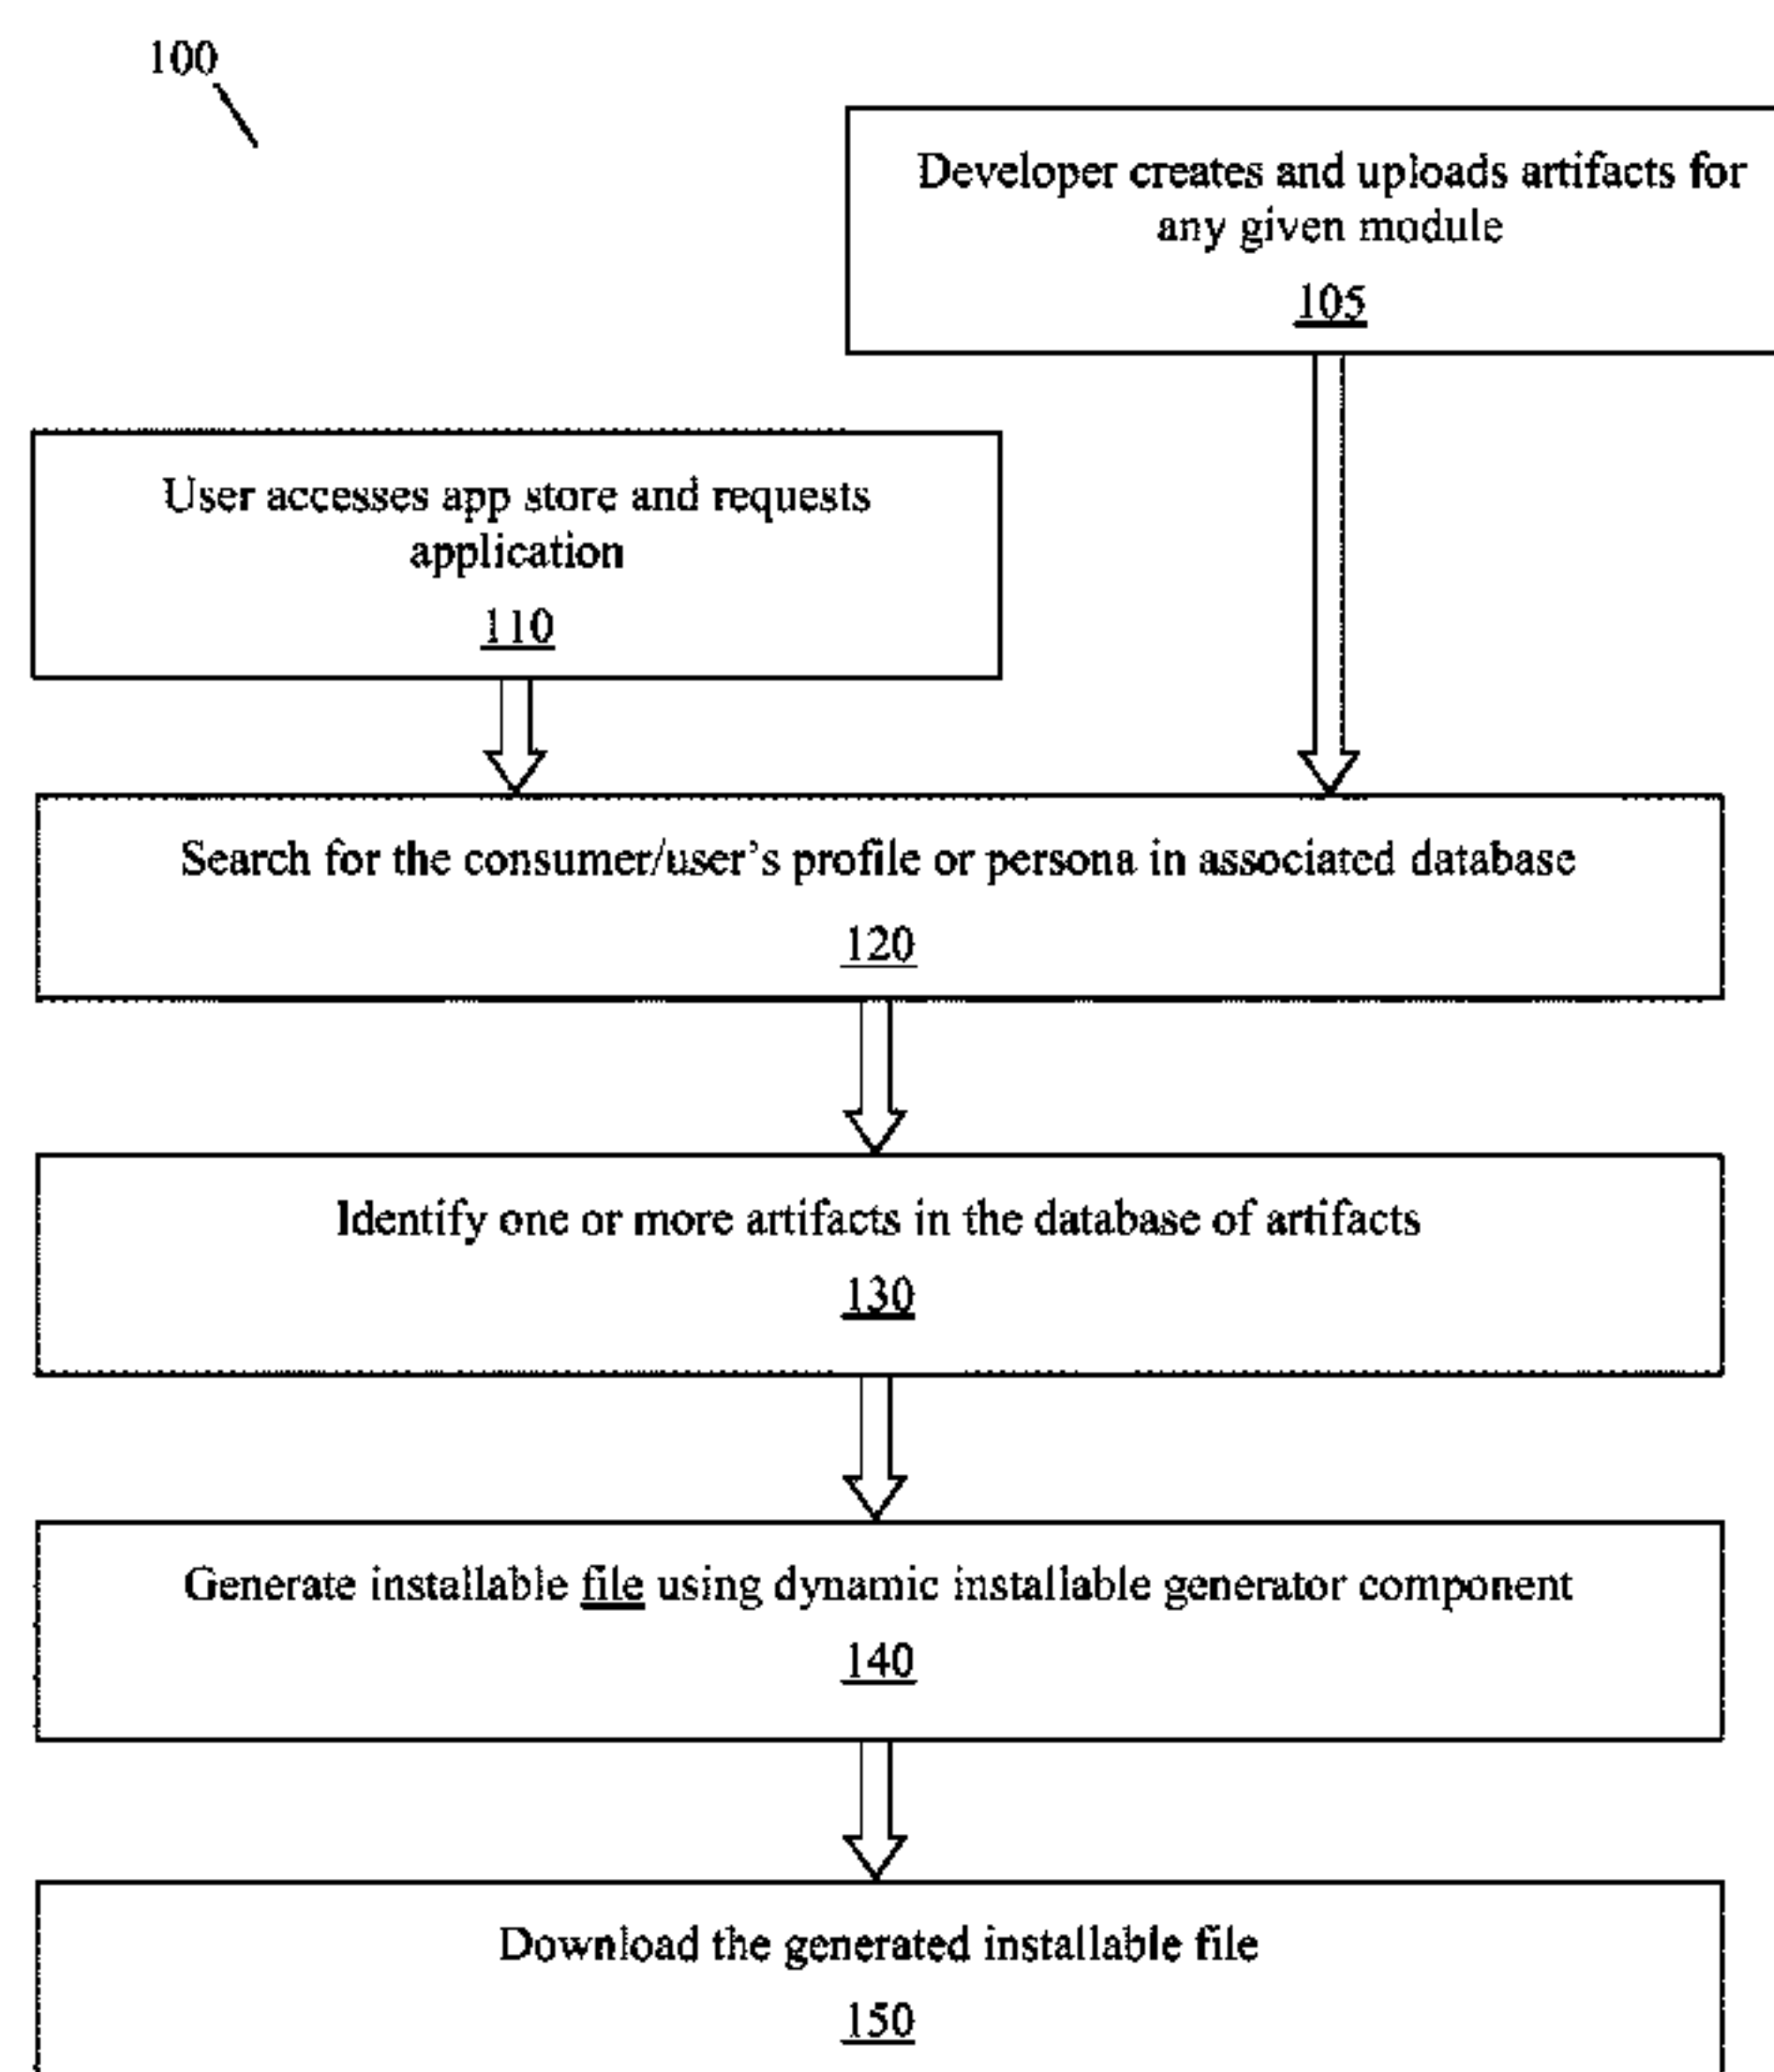 100
Developer creates and uploads artifacts for
any given module
105
User accesses app store and requests
application
110
Search for the consumer/user's profile or persona in associated database
120
Identify one or more artifacts in the database of artifacts
130
Generate installable file using dynamic installable generator component
140
Download the generated installable file
150